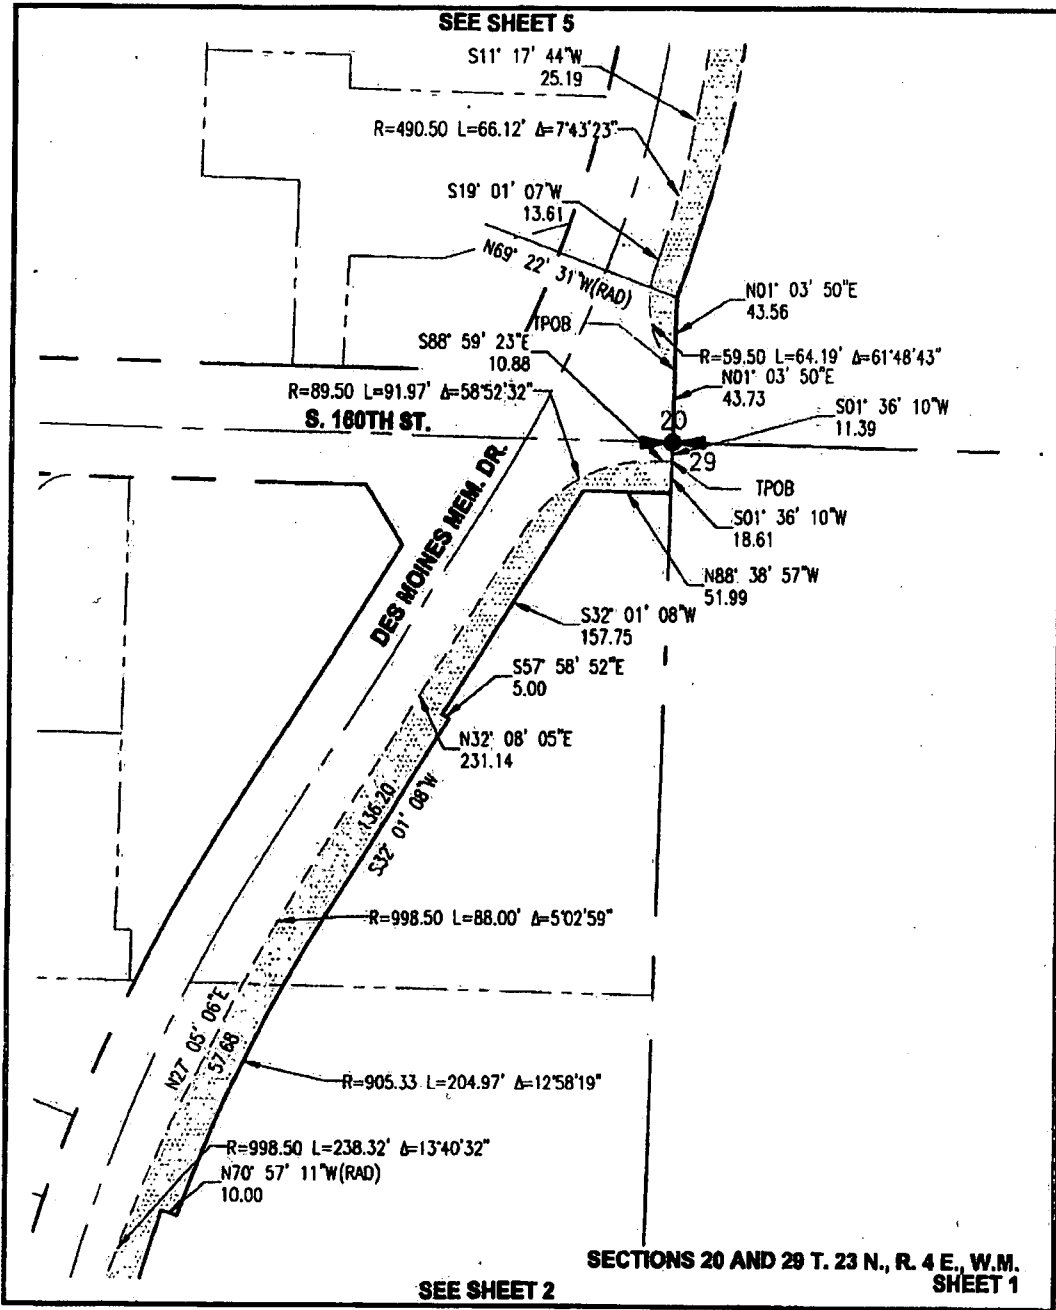 SEE SHEET 5
S11° 17' 44"W
25.19
R=490.50 L=66.12' Δ=7°43'23"
S19° 01' 07"W
13.61
N69° 22' 31"W(RAD)
N01° 03' 50"E
43.56
TPOB
S88° 59' 23"E
10.88
R=59.50 L=64.19' Δ=61°48'43"
R=89.50 L=91.97' Δ=58°52'32"
N01° 03' 50"E
43.73
S. 160TH ST.
20
S01° 36' 10"W
11.39
29
TPOB
S01° 36' 10"W
18.61
DES MOINES MEM. DR.
N88° 38' 57"W
51.99
S32° 01' 08"W
157.75
S57° 58' 52"E
5.00
N32° 08' 05"E
231.14
136.20
S32° 01' 08"W
R=998.50 L=88.00' Δ=5°02'59"
N27° 05' 06"E
57.68
R=905.33 L=204.97' Δ=12°58'19"
R=998.50 L=238.32' Δ=13°40'32"
N70° 57' 11"W(RAD)
10.00
SECTIONS 20 AND 29 T. 23 N., R. 4 E., W.M.
SHEET 1
SEE SHEET 2